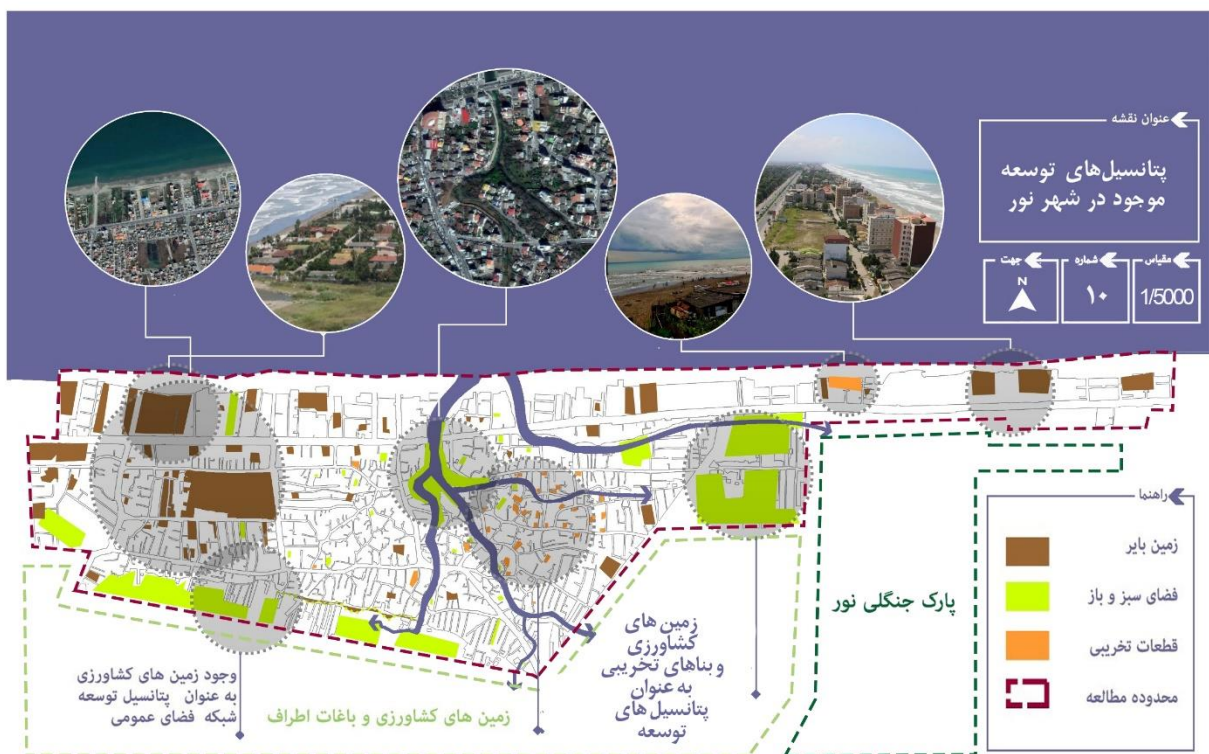 عنوان نقشه
پتانسیل‌های توسعه
موجود در شهر نور
مقیاس
1/5000
شماره
۱۰
جهت
N
راهنما
زمین بایر
فضای سبز و باز
قطعات تخریبی
محدوده مطالعه
پارک جنگلی نور
زمین های
کشاورزی
و بناهای تخریبی
به عنوان
پتانسیل های
توسعه
زمین های کشاورزی و باغات اطراف
وجود زمین های کشاورزی
به عنوان پتانسیل توسعه
شبکه فضای عمومی